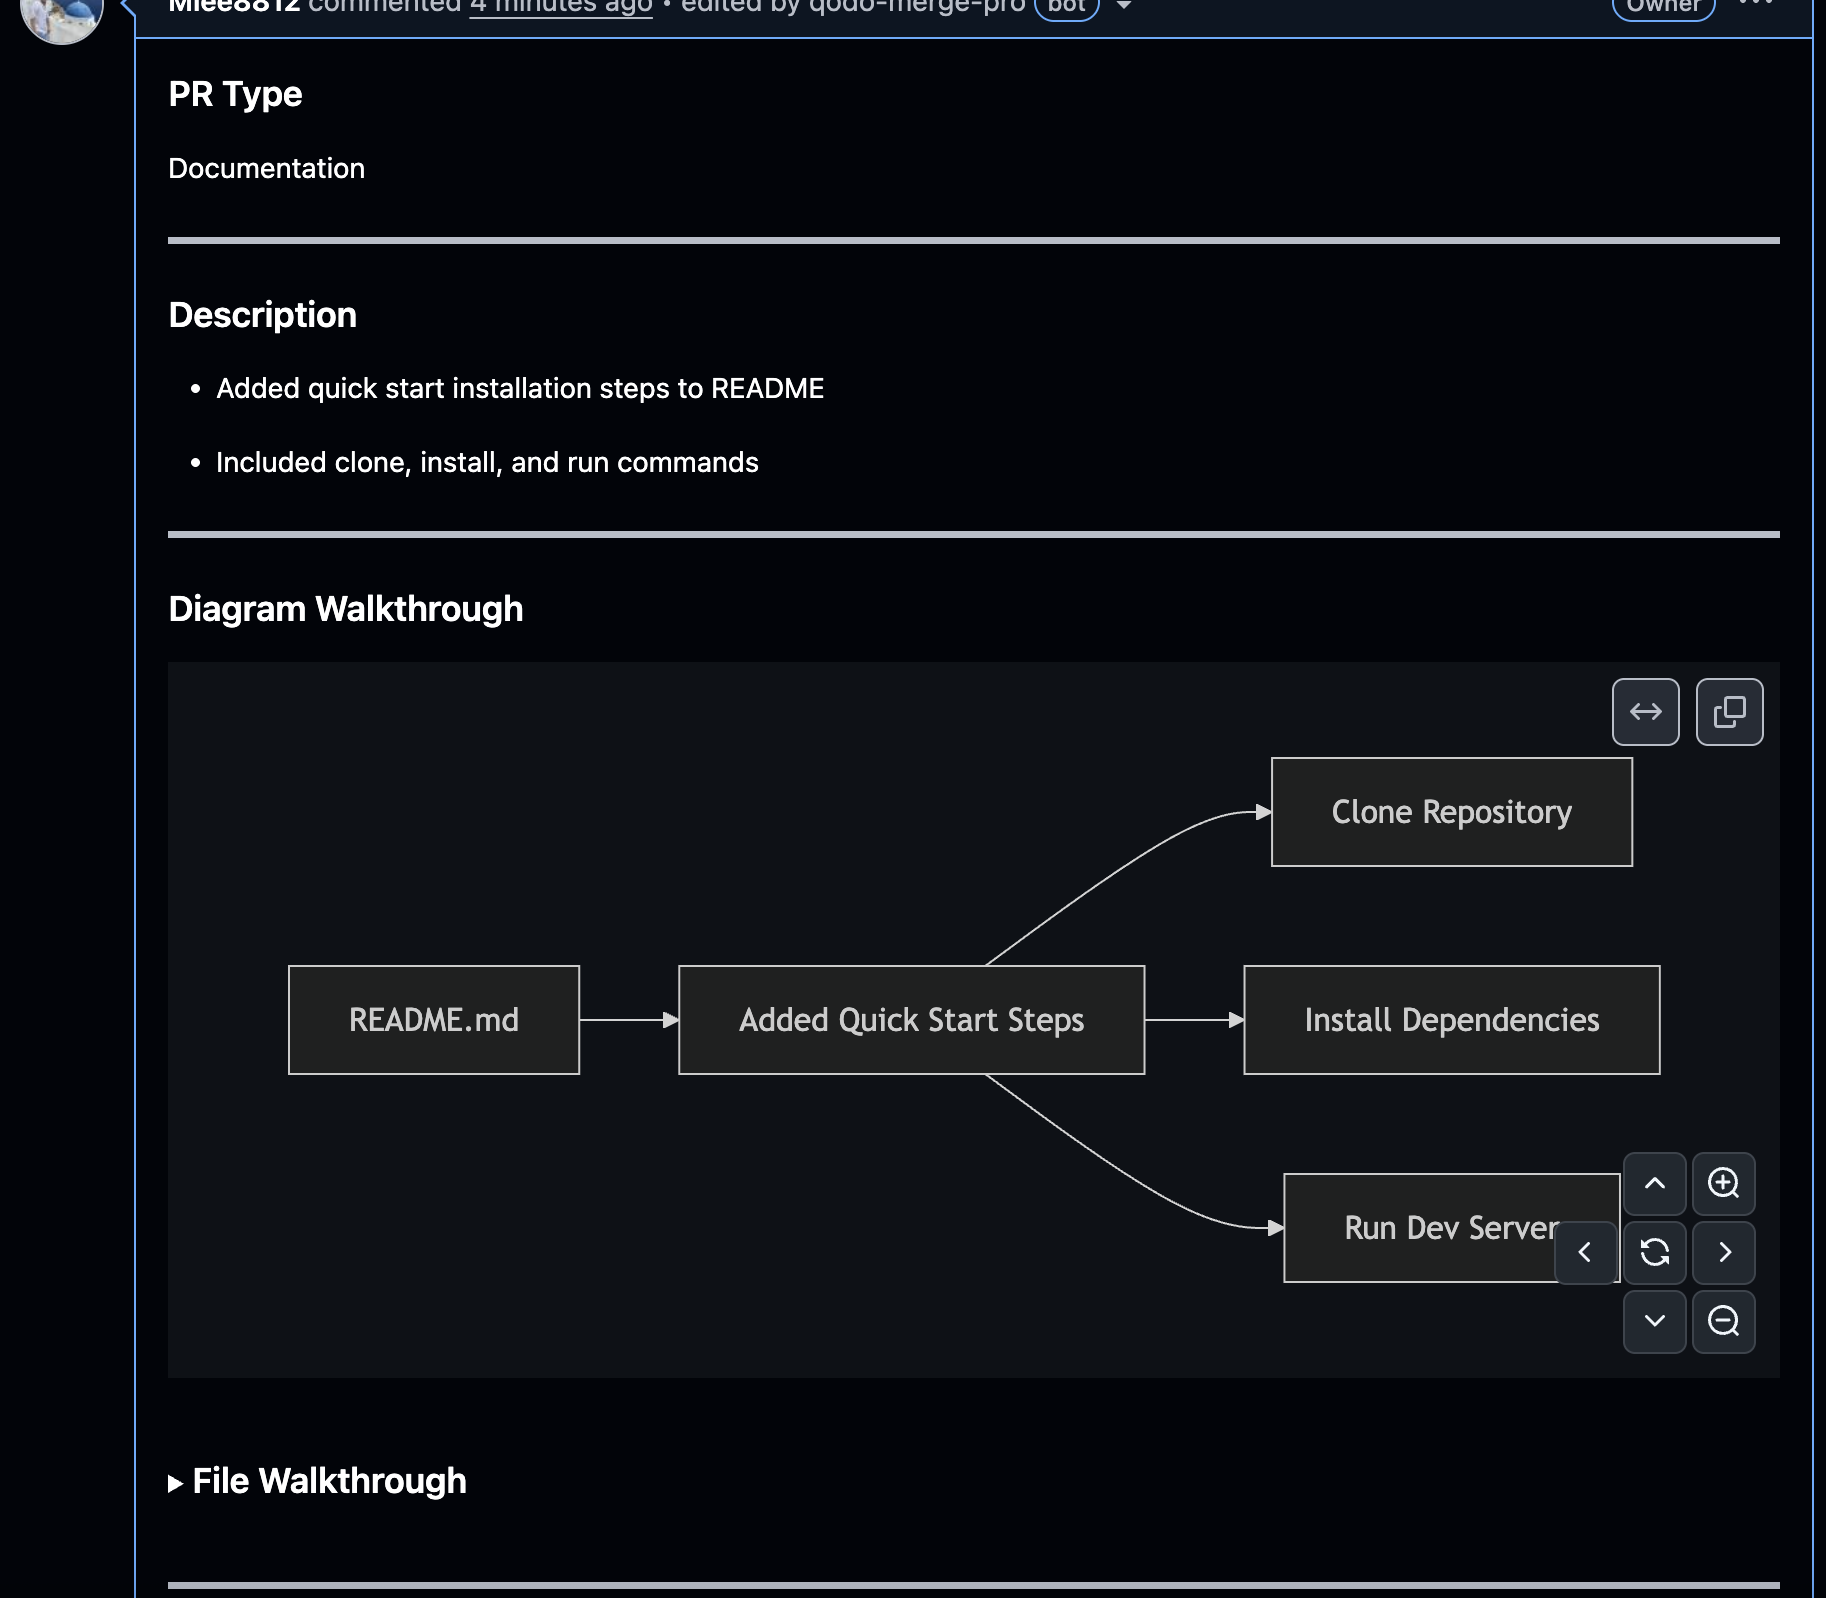 Mlee8812 commented 4 minutes ago • edited by qodo-merge-pro bot Owner
PR Type
Documentation
Description
• Added quick start installation steps to README
• Included clone, install, and run commands
Diagram Walkthrough
Clone Repository
README.md
Added Quick Start Steps
Install Dependencies
Run Dev Server
File Walkthrough